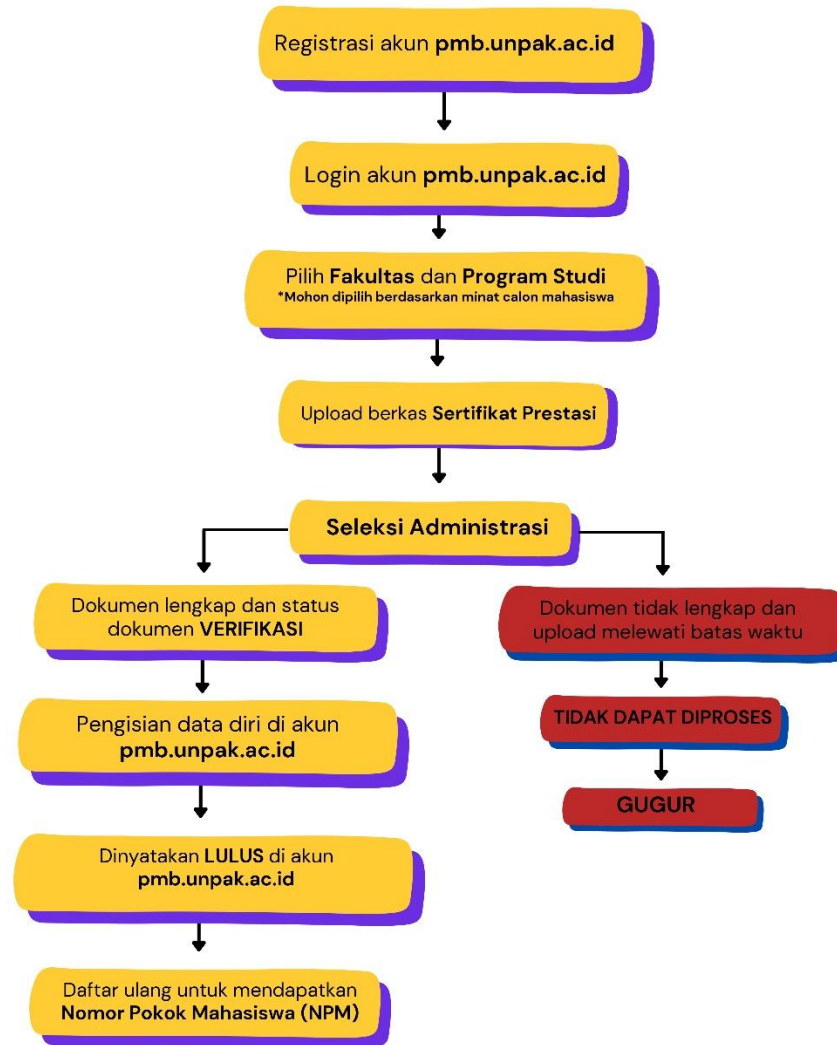 Registrasi akun pmb.unpak.ac.id
Login akun pmb.unpak.ac.id
Pilih Fakultas dan Program Studi
*Mohon dipilih berdasarkan minat calon mahasiswa
Upload berkas Sertifikat Prestasi
Seleksi Administrasi
Dokumen lengkap dan status
dokumen VERIFIKASI
Pengisian data diri di akun
pmb.unpak.ac.id
Dinyatakan LULUS di akun
pmb.unpak.ac.id
Daftar ulang untuk mendapatkan
Nomor Pokok Mahasiswa (NPM)
Dokumen tidak lengkap dan
upload melewati batas waktu
TIDAK DAPAT DIPROSES
GUGUR